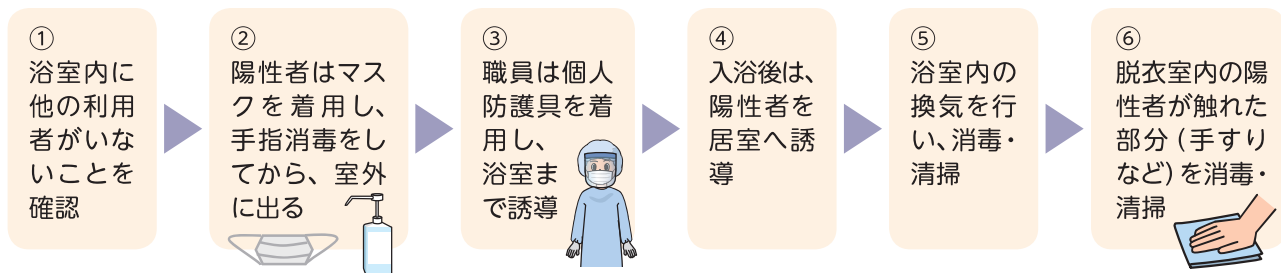 ①
浴室内に
他の利用
者がいな
いことを
確認
②
陽性者はマス
クを着用し、
手指消毒をし
てから、室外
に出る
③
職員は個人
防護具を着
用し、
浴室ま
で誘導
④
入浴後は、
陽性者を
居室へ誘
導
⑤
浴室内の
換気を行
い、消毒・
清掃
⑥
脱衣室内の陽
性者が触れた
部分(手すり
など)を消毒・
清掃